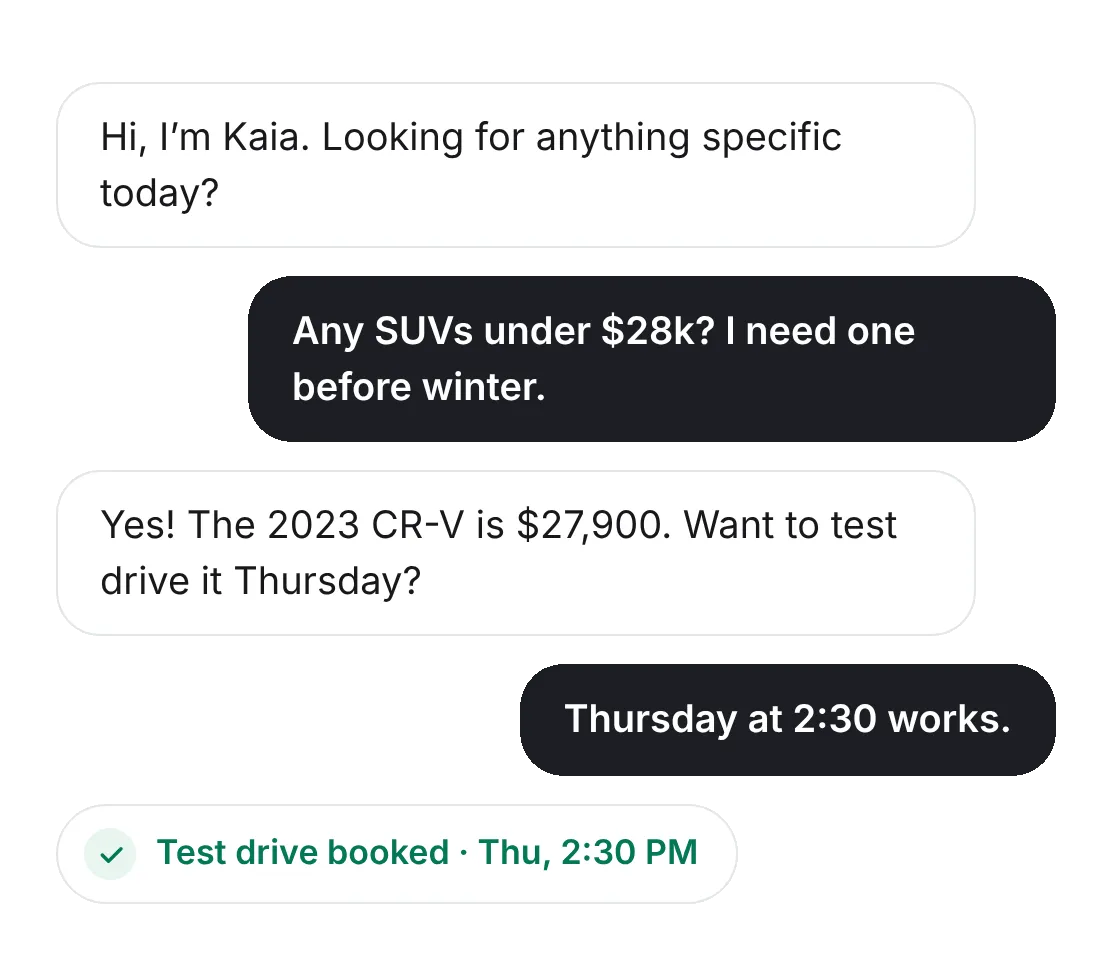 Hi, I’m Kaia. Looking for anything specific
today?
Any SUVs under $28k? I need one
before winter.
Yes! The 2023 CR-V is $27,900. Want to test
drive it Thursday?
Thursday at 2:30 works.
Test drive booked · Thu, 2:30 PM